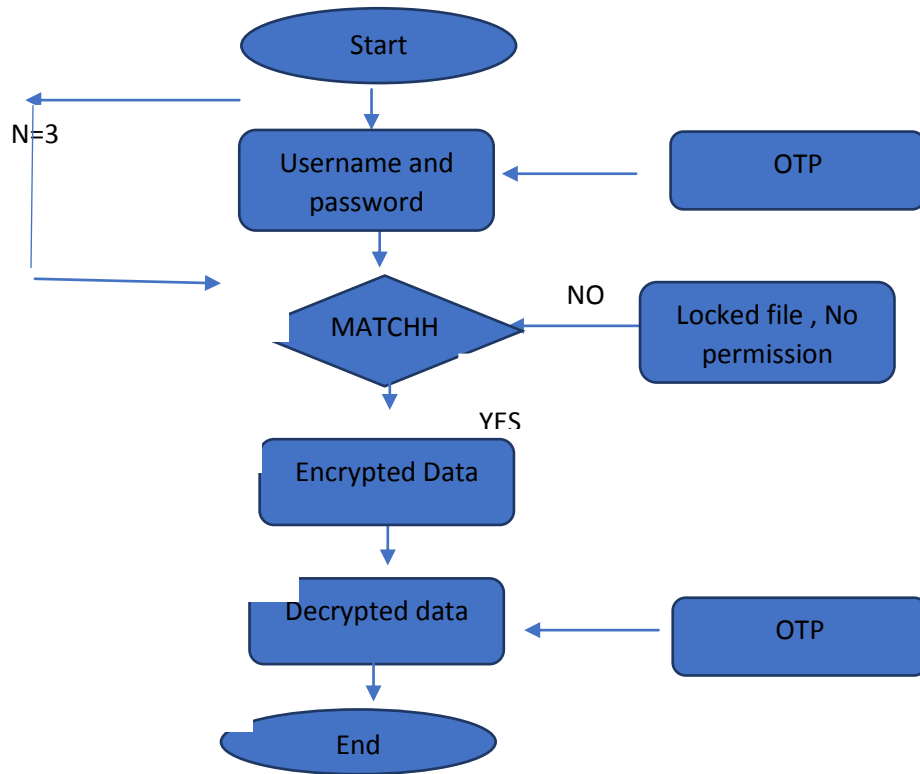 Start
N=3
Username and
password
OTP
MATCHH
NO
Locked file , No
permission
YES
Encrypted Data
Decrypted data
OTP
End